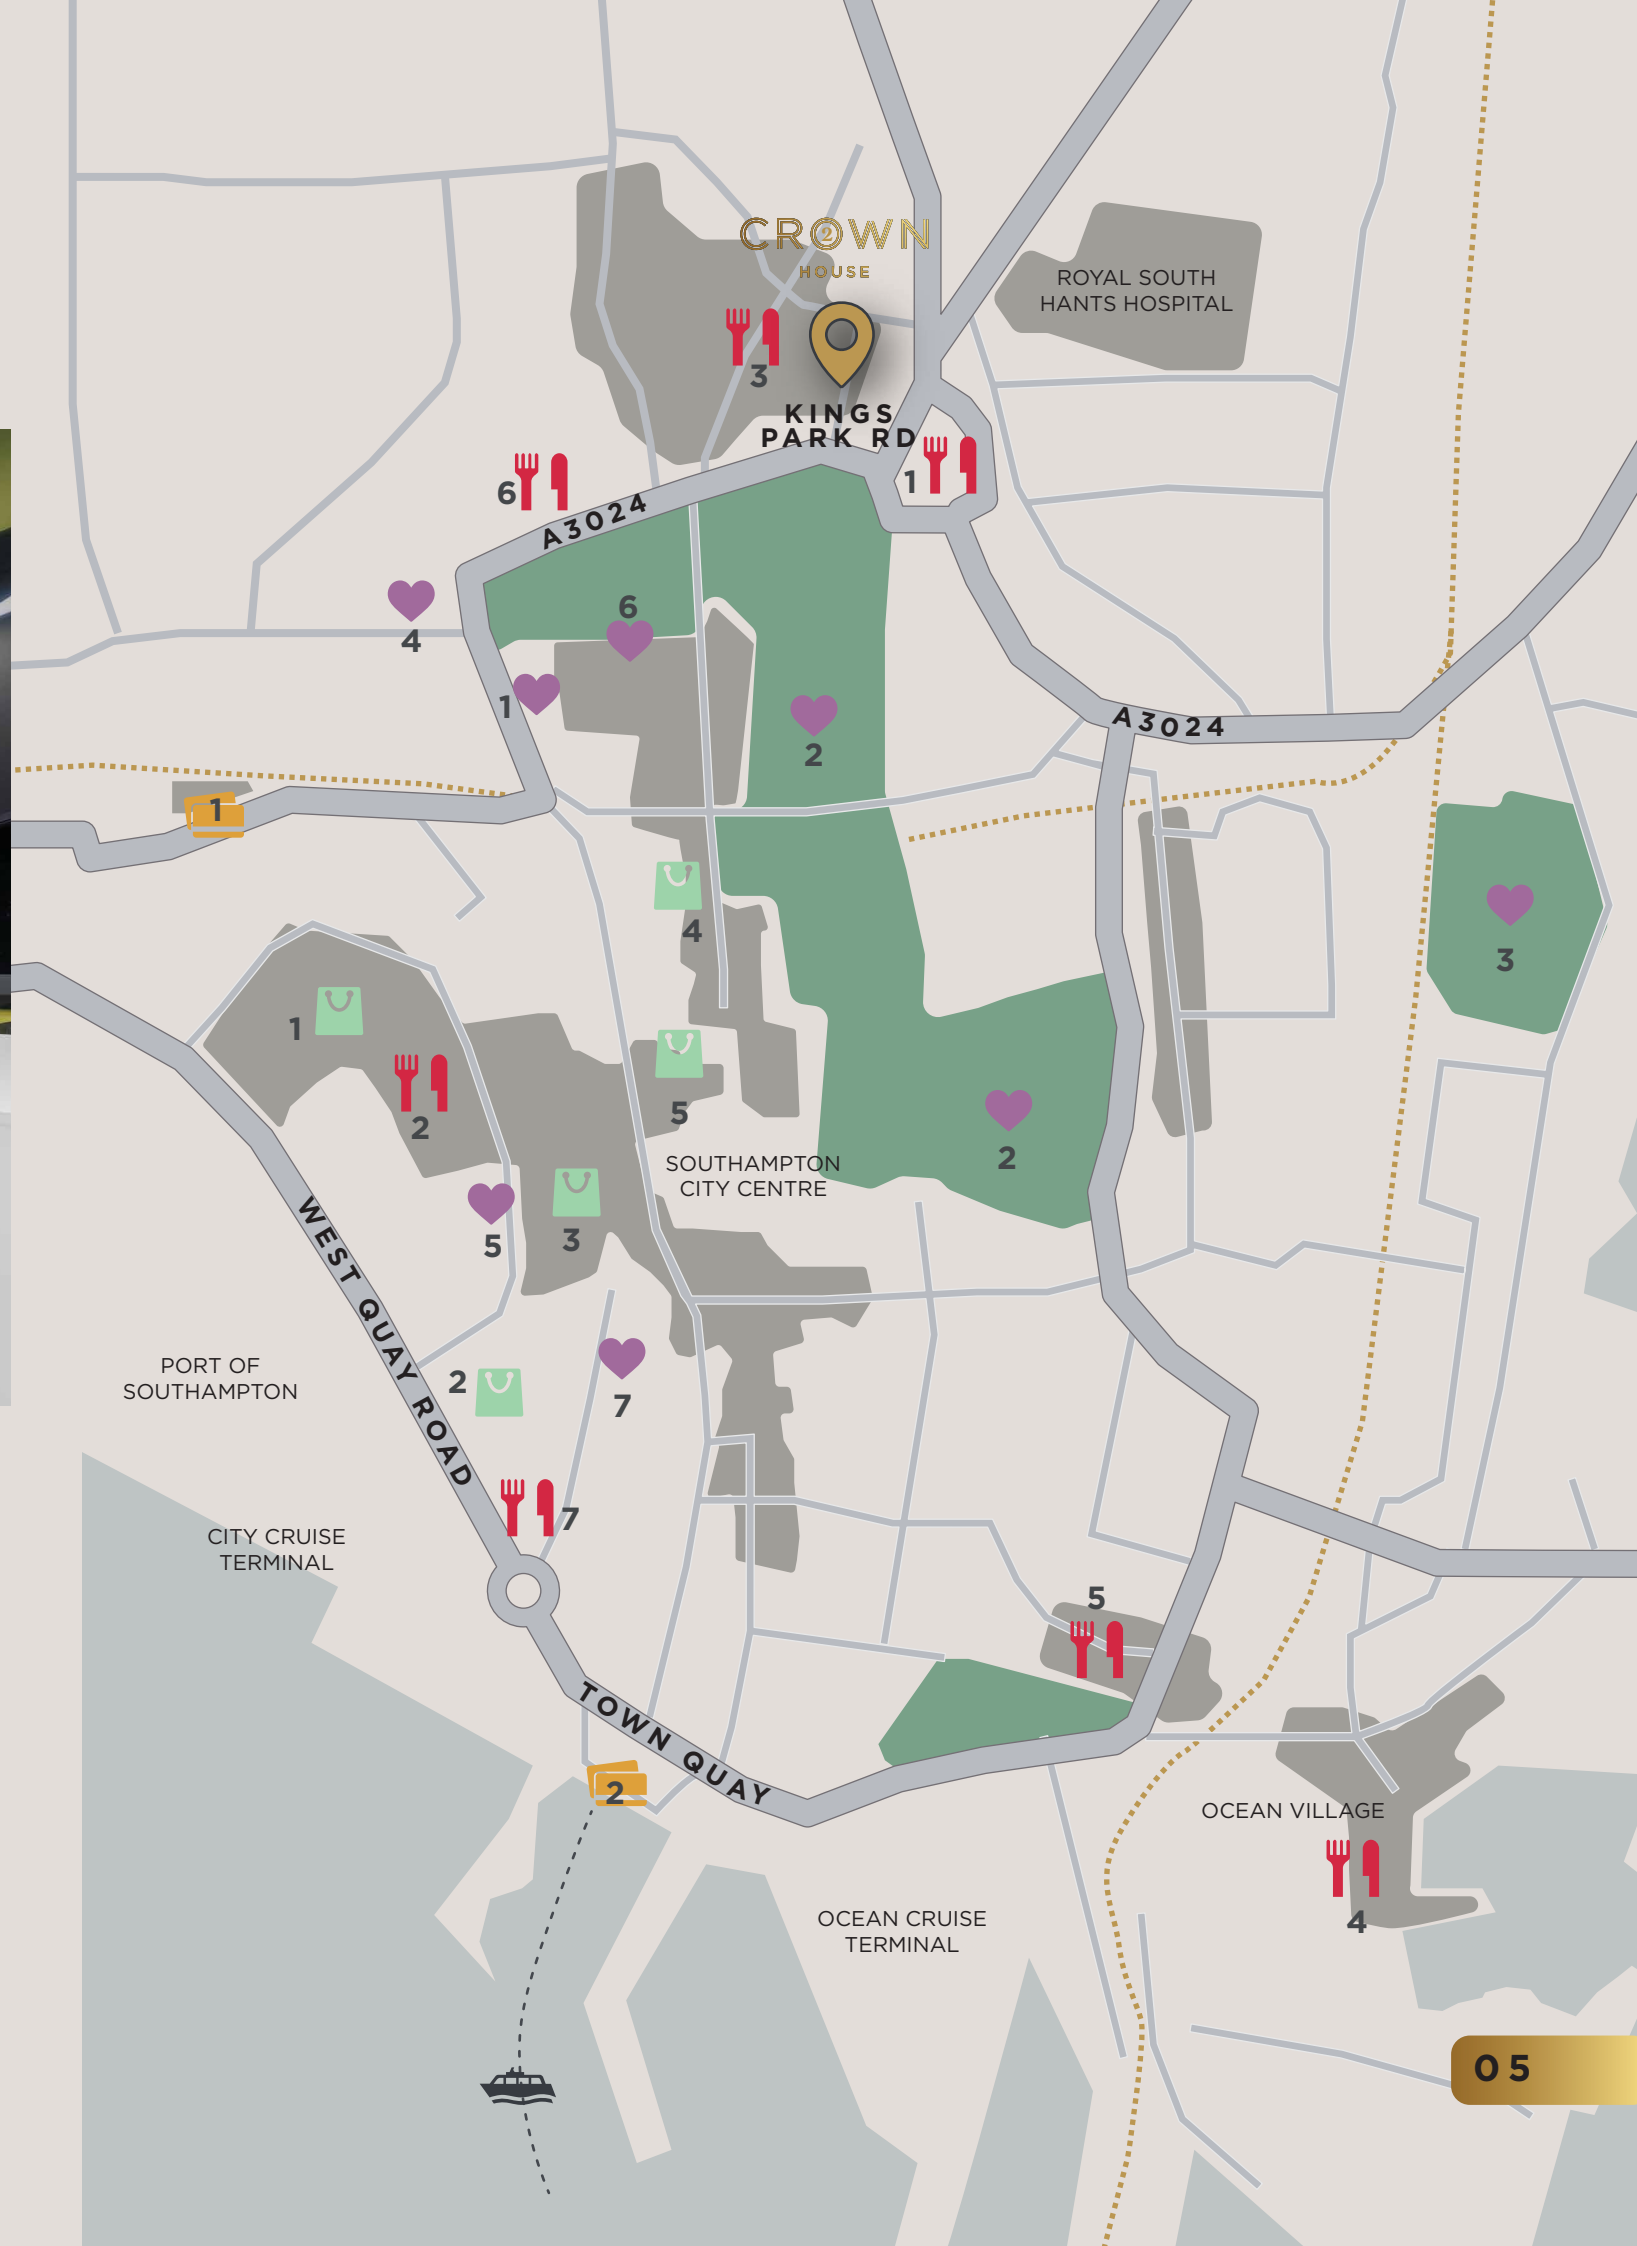 CROWN
2
HOUSE
ROYAL SOUTH
HANTS HOSPITAL
3
KINGS
PARK RD
1
6
A3024
4
6
1
2
A3024
1
4
3
1
2
5
SOUTHAMPTON
CITY CENTRE
2
5
3
WEST QUAY ROAD
PORT OF
SOUTHAMPTON
2
7
7
CITY CRUISE
TERMINAL
5
TOWN QUAY
2
OCEAN VILLAGE
4
OCEAN CRUISE
TERMINAL
05